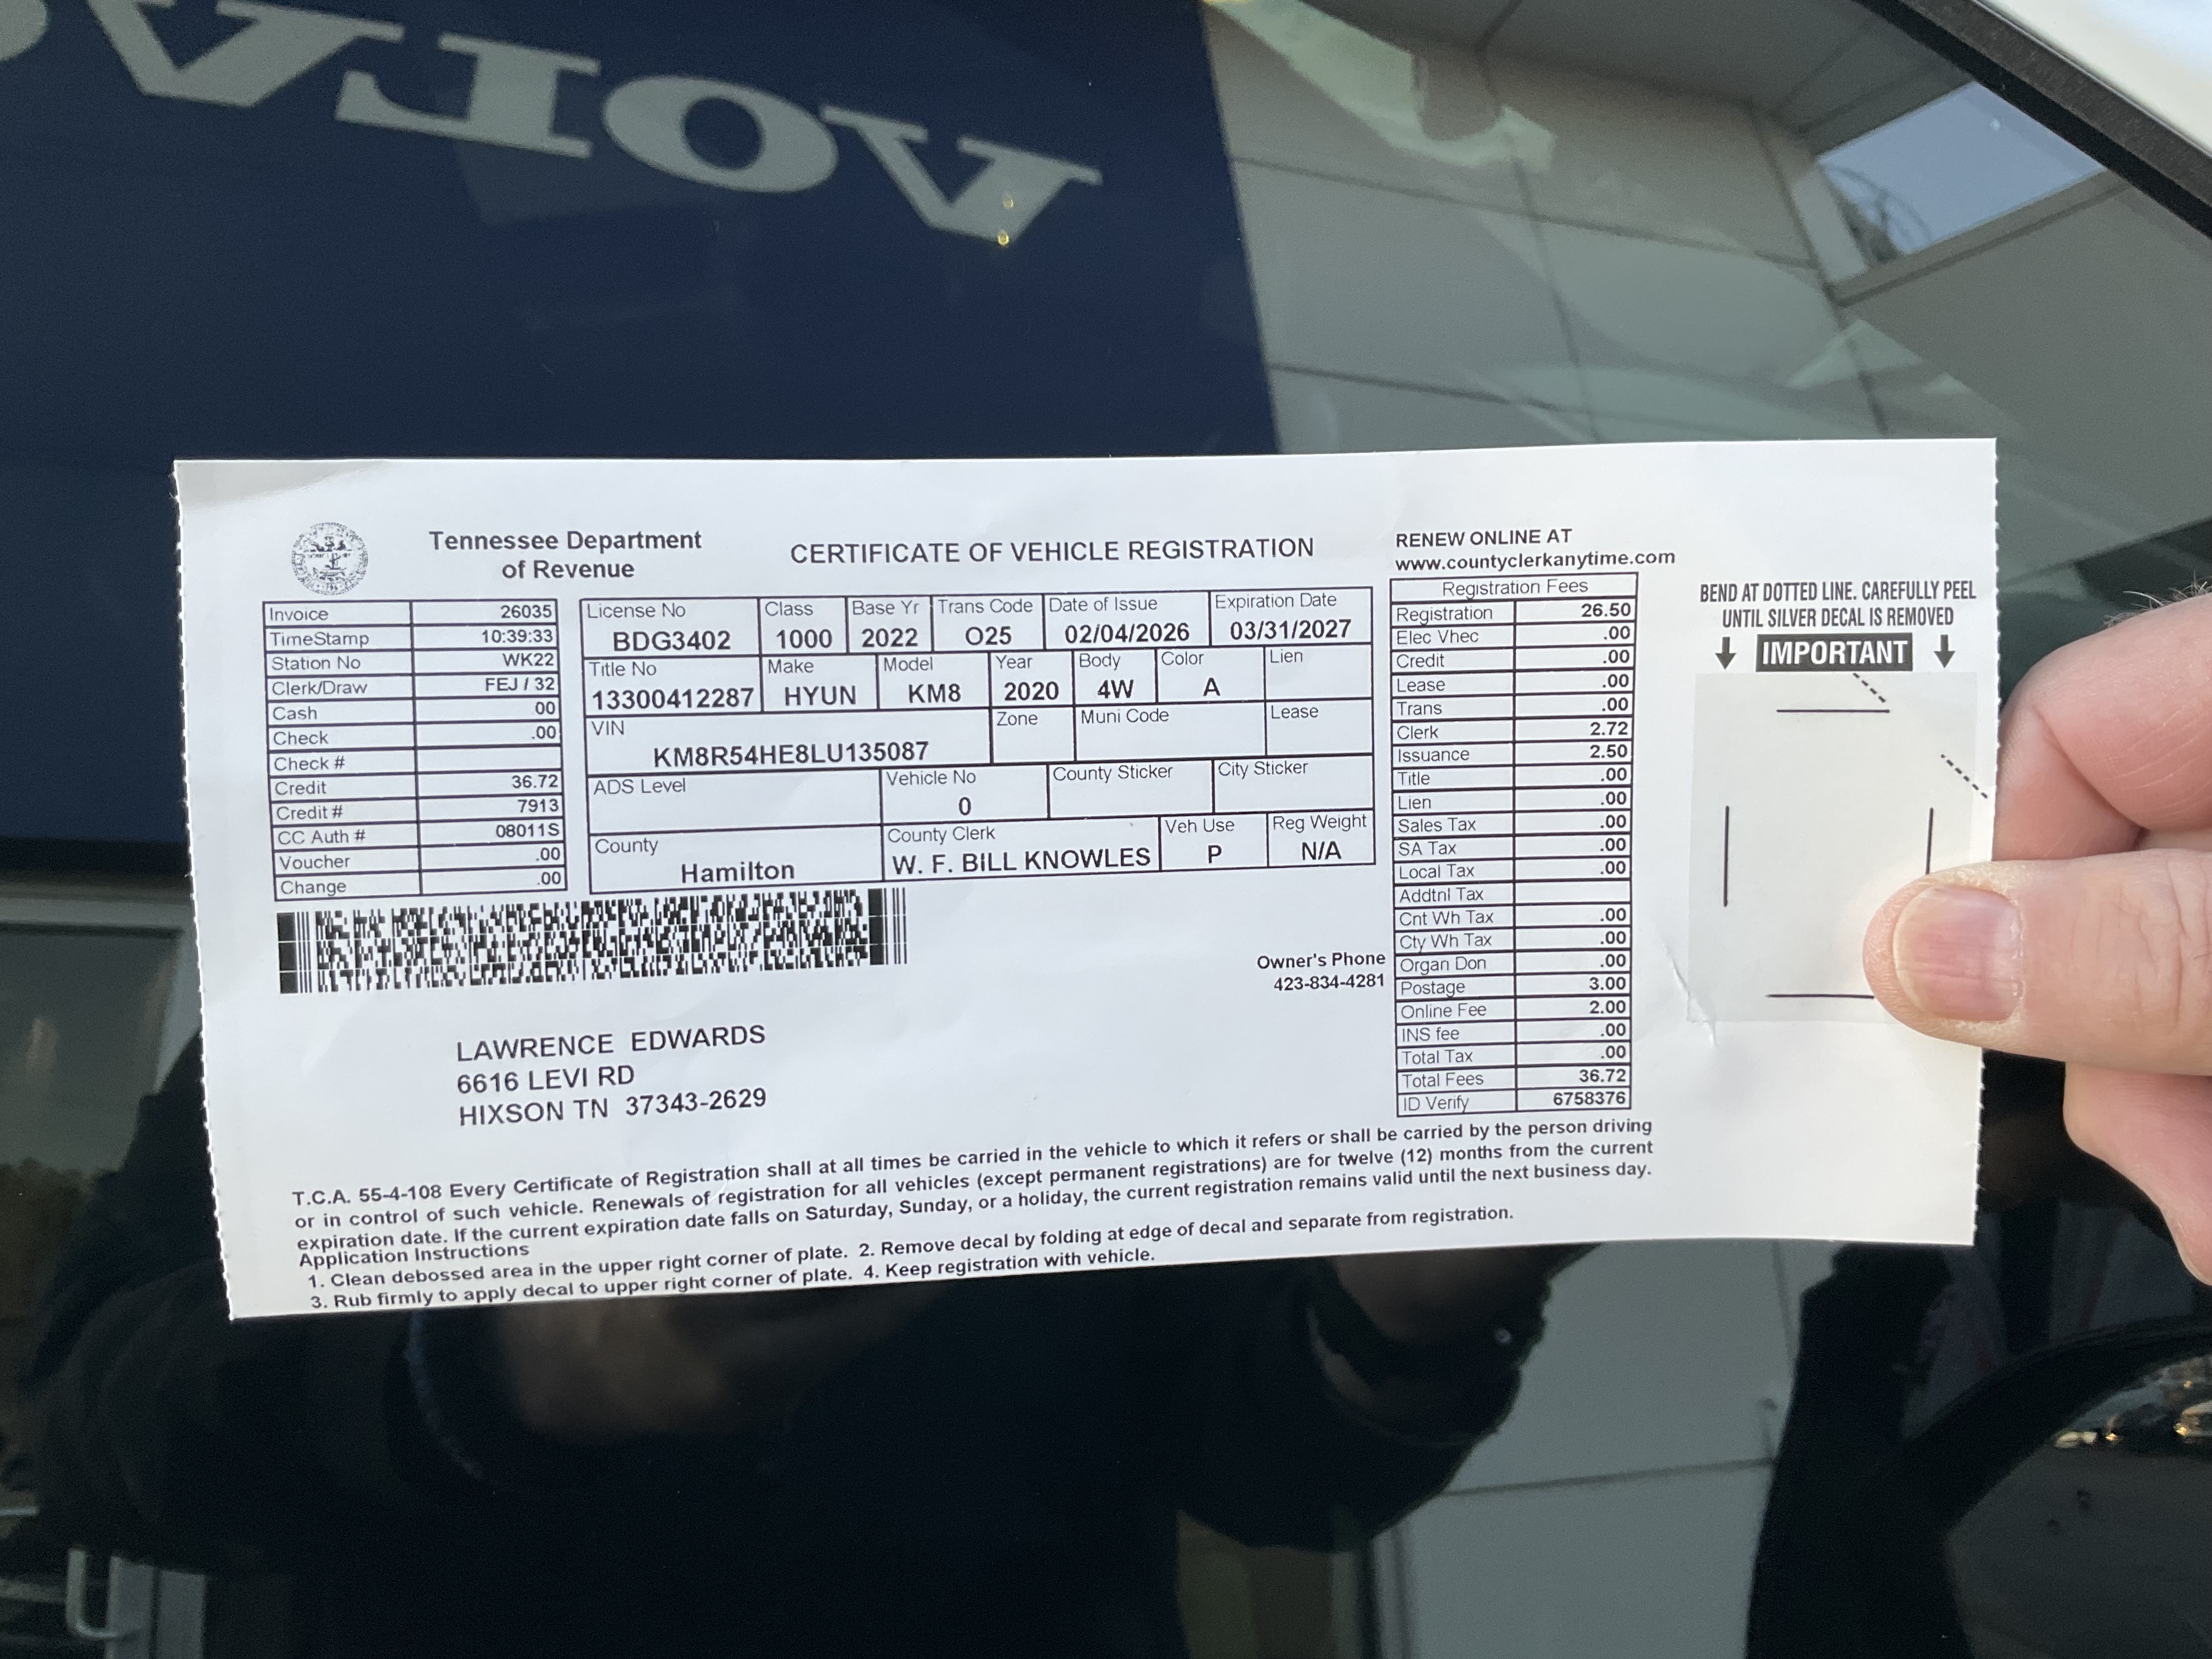 VOLVO
Tennessee Department
of Revenue
CERTIFICATE OF VEHICLE REGISTRATION
RENEW ONLINE AT
www.countyclerkanytime.com
Invoice 26035
TimeStamp 10:39:33
Station No WK22
Clerk/Draw FEJ / 32
Cash 00
Check .00
Check #
Credit 36.72
Credit # 7913
CC Auth # 08011S
Voucher .00
Change .00
License No Class Base Yr Trans Code Date of Issue Expiration Date
BDG3402 1000 2022 O25 02/04/2026 03/31/2027
Title No Make Model Year Body Color Lien
13300412287 HYUN KM8 2020 4W A
VIN Zone Muni Code Lease
KM8R54HE8LU135087
ADS Level Vehicle No County Sticker City Sticker
0
County County Clerk Veh Use Reg Weight
Hamilton W. F. BILL KNOWLES P N/A
Owner's Phone
423-834-4281
LAWRENCE EDWARDS
6616 LEVI RD
HIXSON TN 37343-2629
Registration Fees
Registration 26.50
Elec Vhec .00
Credit .00
Lease .00
Trans .00
Clerk 2.72
Issuance 2.50
Title .00
Lien .00
Sales Tax .00
SA Tax .00
Local Tax .00
Addtnl Tax
Cnt Wh Tax .00
Cty Wh Tax .00
Organ Don .00
Postage 3.00
Online Fee 2.00
INS fee .00
Total Tax .00
Total Fees 36.72
ID Verify 6758376
BEND AT DOTTED LINE. CAREFULLY PEEL
UNTIL SILVER DECAL IS REMOVED
IMPORTANT
T.C.A. 55-4-108 Every Certificate of Registration shall at all times be carried in the vehicle to which it refers or shall be carried by the person driving
or in control of such vehicle. Renewals of registration for all vehicles (except permanent registrations) are for twelve (12) months from the current
expiration date. If the current expiration date falls on Saturday, Sunday, or a holiday, the current registration remains valid until the next business day.
Application Instructions
1. Clean debossed area in the upper right corner of plate. 2. Remove decal by folding at edge of decal and separate from registration.
3. Rub firmly to apply decal to upper right corner of plate. 4. Keep registration with vehicle.